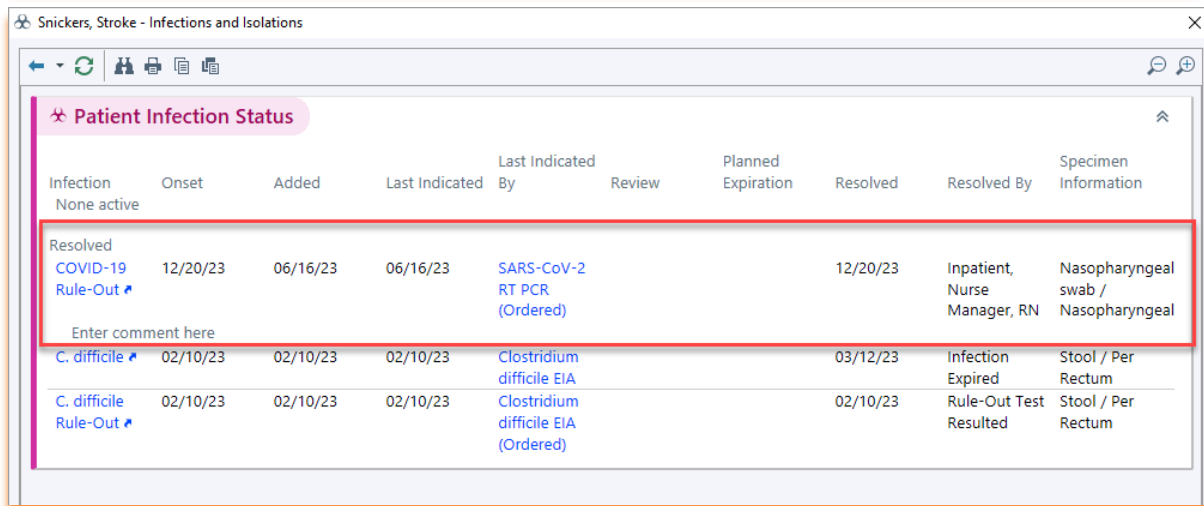 Snickers, Stroke - Infections and Isolations
Patient Infection Status
Last Indicated Planned Specimen
Infection Onset Added Last Indicated By Review Expiration Resolved Resolved By Information
None active
Resolved
COVID-19 12/20/23 06/16/23 06/16/23 SARS-CoV-2 12/20/23 Inpatient, Nasopharyngeal
Rule-Out RT PCR Nurse swab /
(Ordered) Manager, RN Nasopharyngeal
Enter comment here
C. difficile 02/10/23 02/10/23 02/10/23 Clostridium 03/12/23 Infection Stool / Per
difficile EIA Expired Rectum
C. difficile 02/10/23 02/10/23 02/10/23 Clostridium 02/10/23 Rule-Out Test Stool / Per
Rule-Out difficile EIA Resulted Rectum
(Ordered)